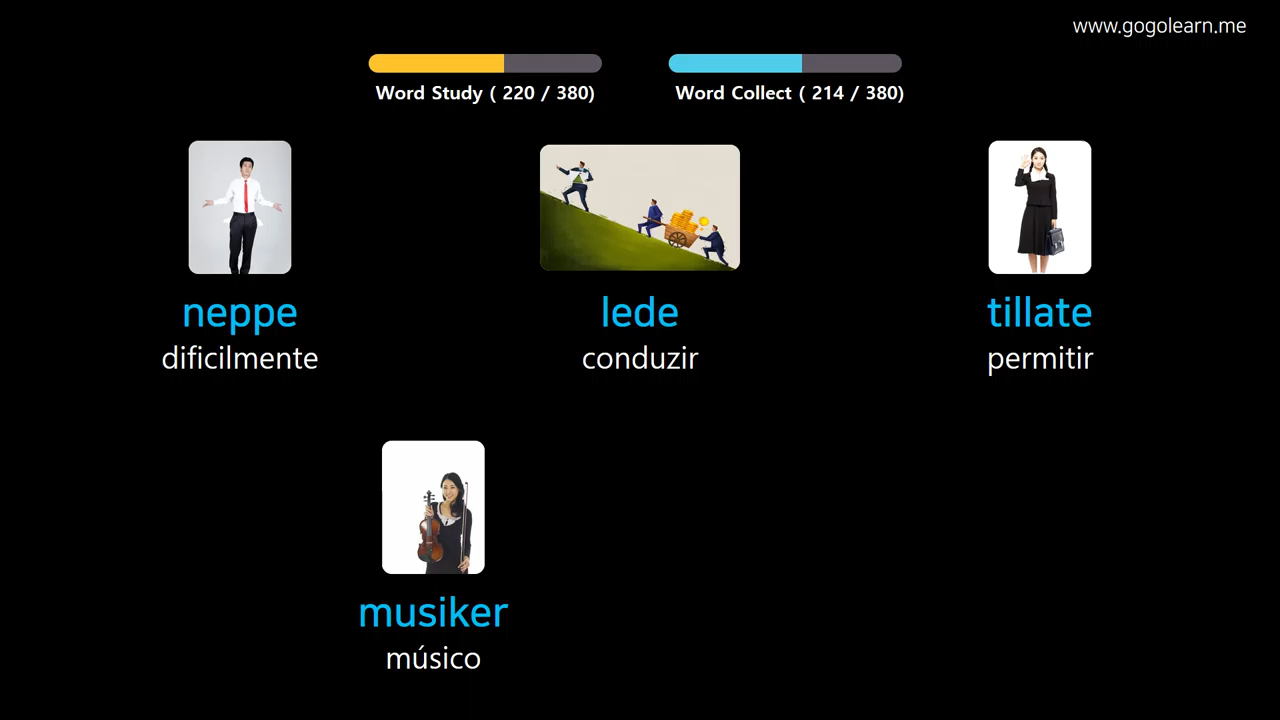 www.gogolearn.me
Word Study ( 220 / 380)
Word Collect ( 214 / 380)
neppe
dificilmente
lede
conduzir
tillate
permitir
musiker
músico